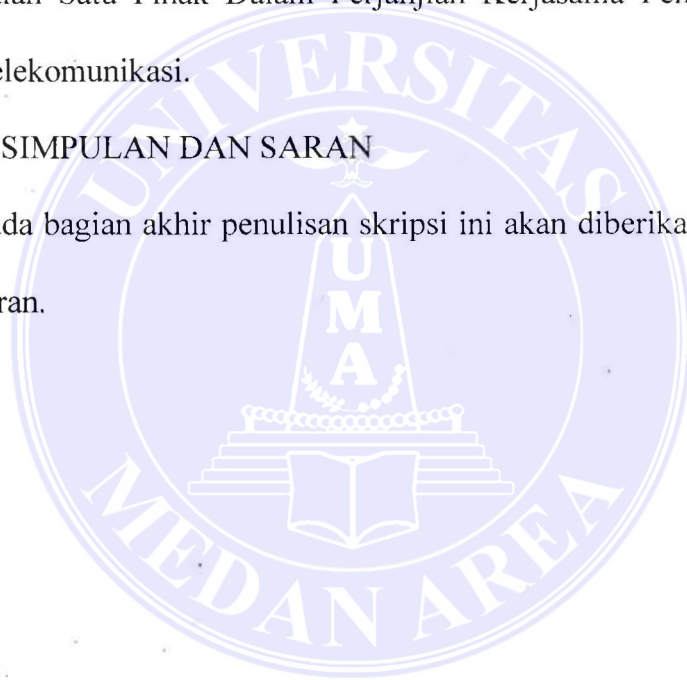 Satu Pihak Dalam Perjanjian Kerjasama
elekomunikasi.
SIMPULAN DAN SARAN
da bagian akhir penulisan skripsi ini akan diberika
ran.
UNIVERSITAS
UMA
MEDAN AREA